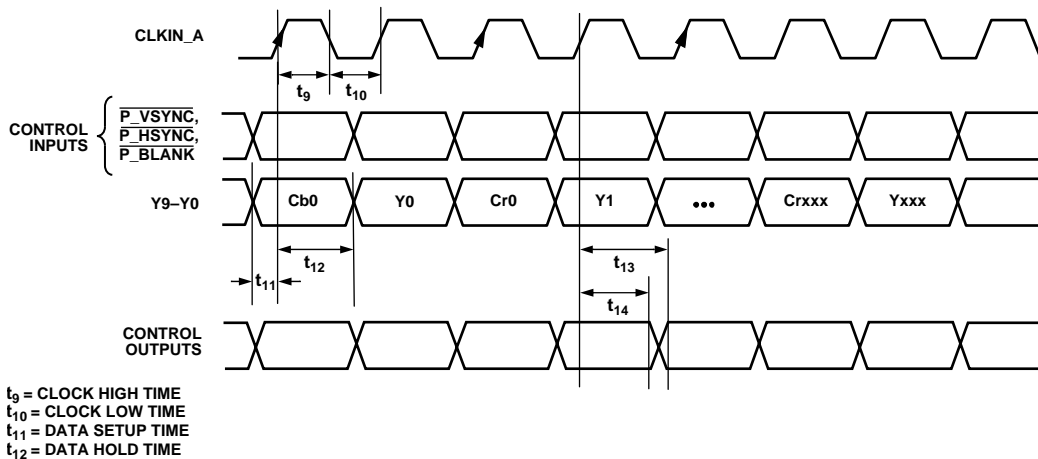 CLKIN_A
t9
t10
CONTROL INPUTS
P_VSYNC,
P_HSYNC,
P_BLANK
Y9–Y0
Cb0
Y0
Cr0
Y1
•••
Crxxx
Yxxx
t12
t11
t13
t14
CONTROL OUTPUTS
t9 = CLOCK HIGH TIME
t10 = CLOCK LOW TIME
t11 = DATA SETUP TIME
t12 = DATA HOLD TIME